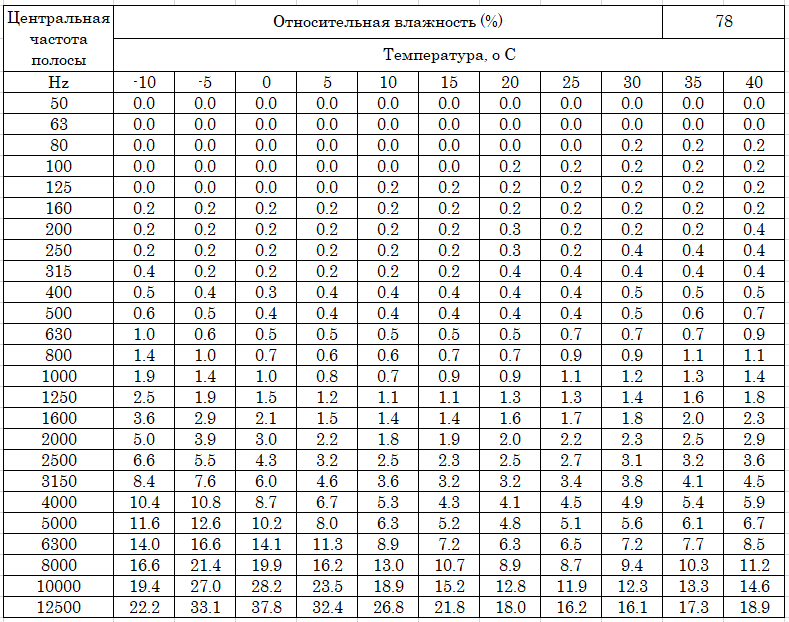 Центральная частота полосы Относительная влажность (%) 78
Температура, о С
Hz -10 -5 0 5 10 15 20 25 30 35 40
50 0.0 0.0 0.0 0.0 0.0 0.0 0.0 0.0 0.0 0.0 0.0
63 0.0 0.0 0.0 0.0 0.0 0.0 0.0 0.0 0.0 0.0 0.0
80 0.0 0.0 0.0 0.0 0.0 0.0 0.0 0.0 0.2 0.2 0.2
100 0.0 0.0 0.0 0.0 0.0 0.0 0.2 0.2 0.2 0.2 0.2
125 0.0 0.0 0.0 0.0 0.2 0.2 0.2 0.2 0.2 0.2 0.2
160 0.2 0.2 0.2 0.2 0.2 0.2 0.2 0.2 0.2 0.2 0.2
200 0.2 0.2 0.2 0.2 0.2 0.2 0.3 0.2 0.2 0.2 0.4
250 0.2 0.2 0.2 0.2 0.2 0.2 0.3 0.2 0.4 0.4 0.4
315 0.4 0.2 0.2 0.2 0.2 0.2 0.4 0.4 0.4 0.4 0.4
400 0.5 0.4 0.3 0.4 0.4 0.4 0.4 0.4 0.5 0.5 0.5
500 0.6 0.5 0.4 0.4 0.4 0.4 0.4 0.4 0.5 0.6 0.7
630 1.0 0.6 0.5 0.5 0.5 0.5 0.5 0.7 0.7 0.7 0.9
800 1.4 1.0 0.7 0.6 0.6 0.7 0.7 0.9 0.9 1.1 1.1
1000 1.9 1.4 1.0 0.8 0.7 0.9 0.9 1.1 1.2 1.3 1.4
1250 2.5 1.9 1.5 1.2 1.1 1.1 1.3 1.3 1.4 1.6 1.8
1600 3.6 2.9 2.1 1.5 1.4 1.4 1.6 1.7 1.8 2.0 2.3
2000 5.0 3.9 3.0 2.2 1.8 1.9 2.0 2.2 2.3 2.5 2.9
2500 6.6 5.5 4.3 3.2 2.5 2.3 2.5 2.7 3.1 3.2 3.6
3150 8.4 7.6 6.0 4.6 3.6 3.2 3.2 3.4 3.8 4.1 4.5
4000 10.4 10.8 8.7 6.7 5.3 4.3 4.1 4.5 4.9 5.4 5.9
5000 11.6 12.6 10.2 8.0 6.3 5.2 4.8 5.1 5.6 6.1 6.7
6300 14.0 16.6 14.1 11.3 8.9 7.2 6.3 6.5 7.2 7.7 8.5
8000 16.6 21.4 19.9 16.2 13.0 10.7 8.9 8.7 9.4 10.3 11.2
10000 19.4 27.0 28.2 23.5 18.9 15.2 12.8 11.9 12.3 13.3 14.6
12500 22.2 33.1 37.8 32.4 26.8 21.8 18.0 16.2 16.1 17.3 18.9